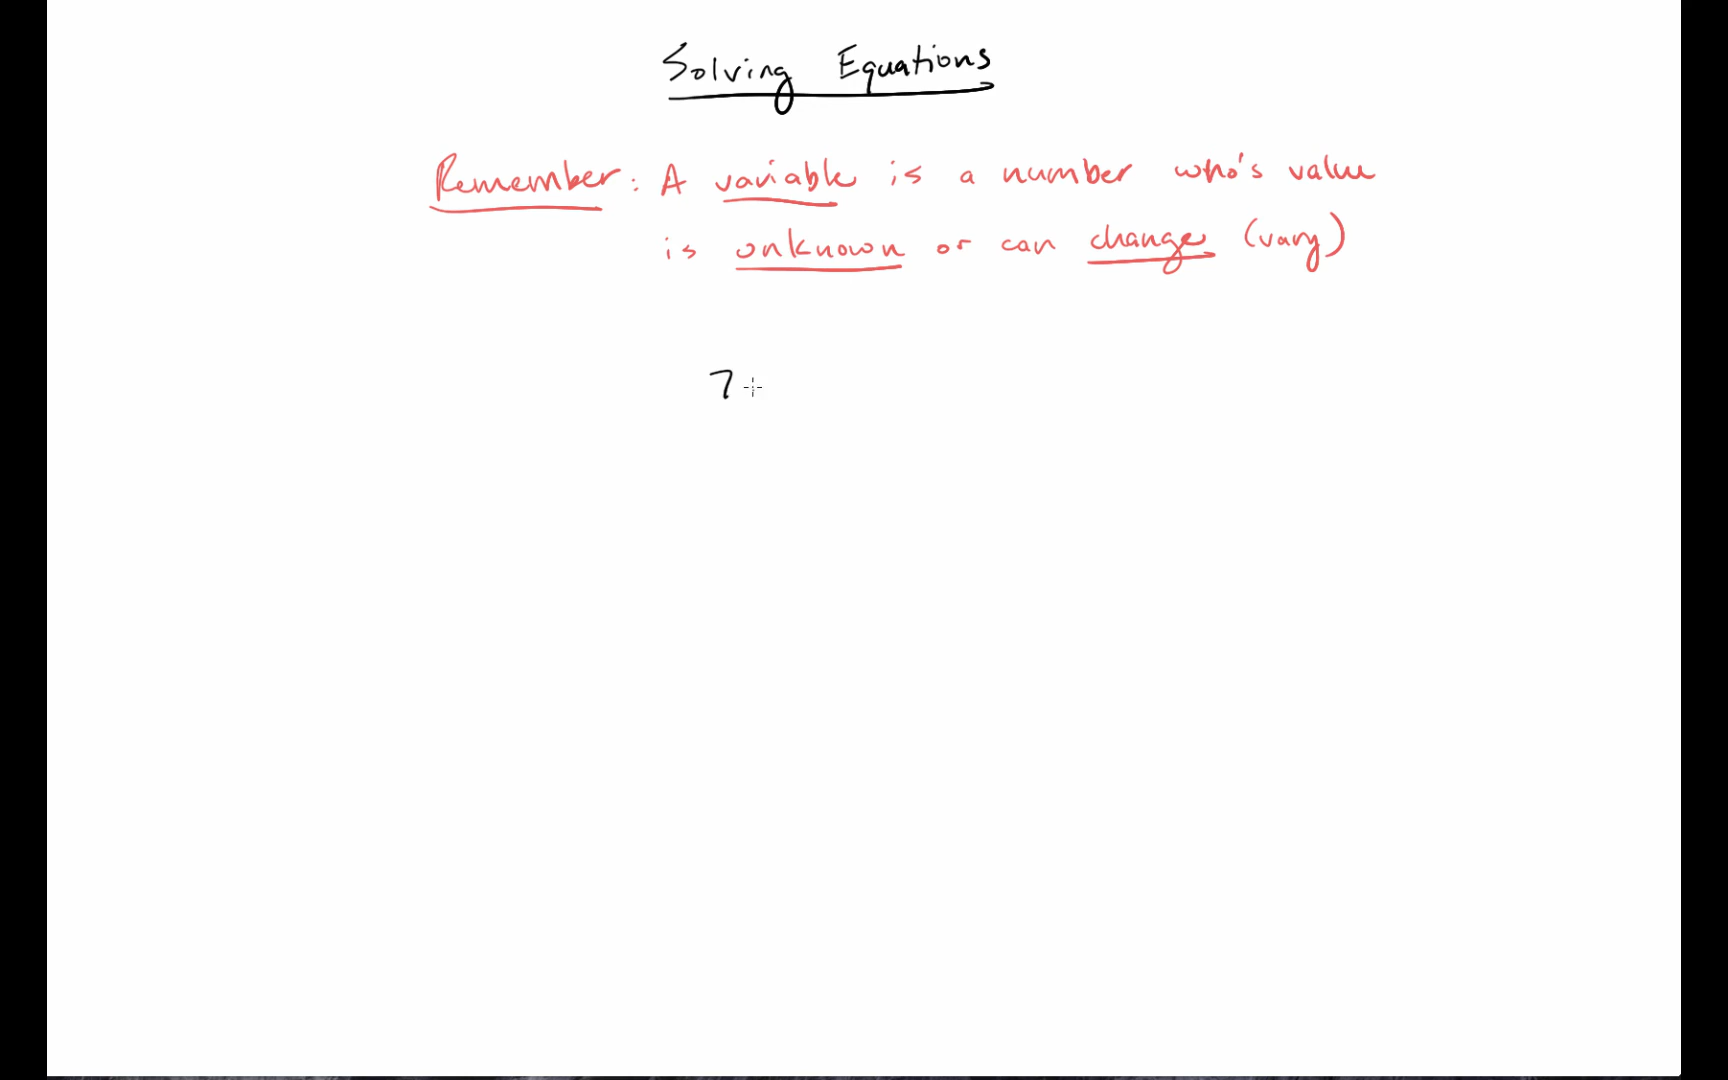 Solving Equations
Remember: A variable is a number who's value
is unknown or can change (vary)
7